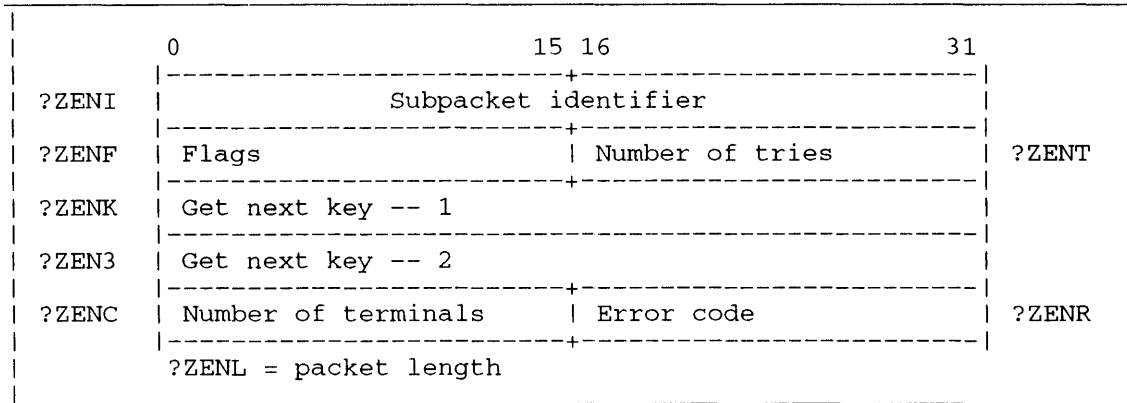 0 15 16 31
?ZENI Subpacket identifier
?ZENF Flags Number of tries ?ZENT
?ZENK Get next key -- 1
?ZEN3 Get next key -- 2
?ZENC Number of terminals Error code ?ZENR
?ZENL = packet length